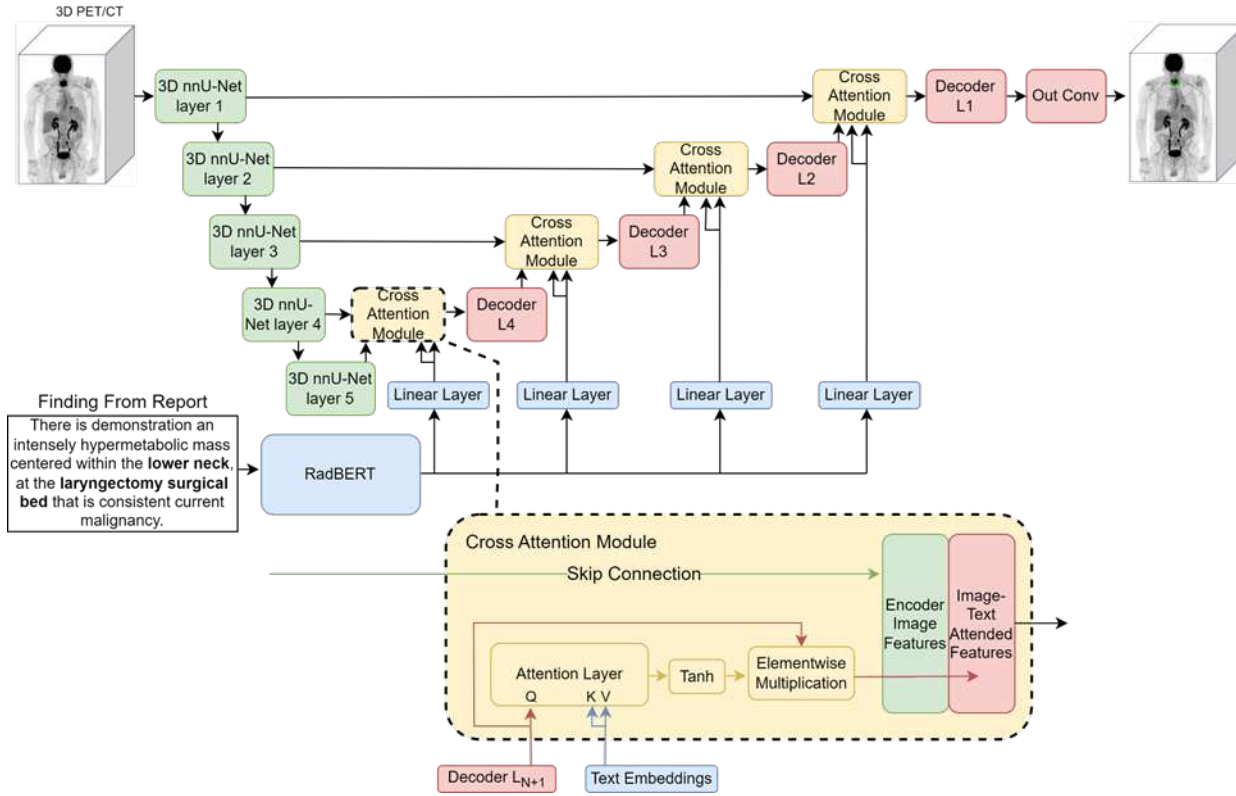 3D PET/CT
3D nnU-Net
layer 1
Cross
Attention
Module
Decoder
L1
Out Conv
3D nnU-Net
layer 2
Cross
Attention
Module
Decoder
L2
3D nnU-Net
layer 3
Cross
Attention
Module
Decoder
L3
3D nnU-
Net layer 4
Cross
Attention
Module
Decoder
L4
3D nnU-Net
layer 5
Linear Layer
Linear Layer
Linear Layer
Linear Layer
Finding From Report
There is demonstration an
intensely hypermetabolic mass
centered within the lower neck,
at the laryngectomy surgical
bed that is consistent current
malignancy.
RadBERT
Cross Attention Module
Skip Connection
Encoder
Image
Features
Image-
Text
Attended
Features
Attention Layer
Q
K V
Tanh
Elementwise
Multiplication
Decoder L_{N+1}
Text Embeddings